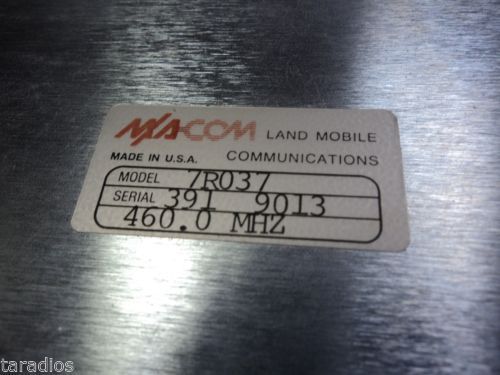 M/A-COM LAND MOBILE
MADE IN U.S.A. COMMUNICATIONS
MODEL 7R037
SERIAL 391 9013
460.0 MHZ
taradios